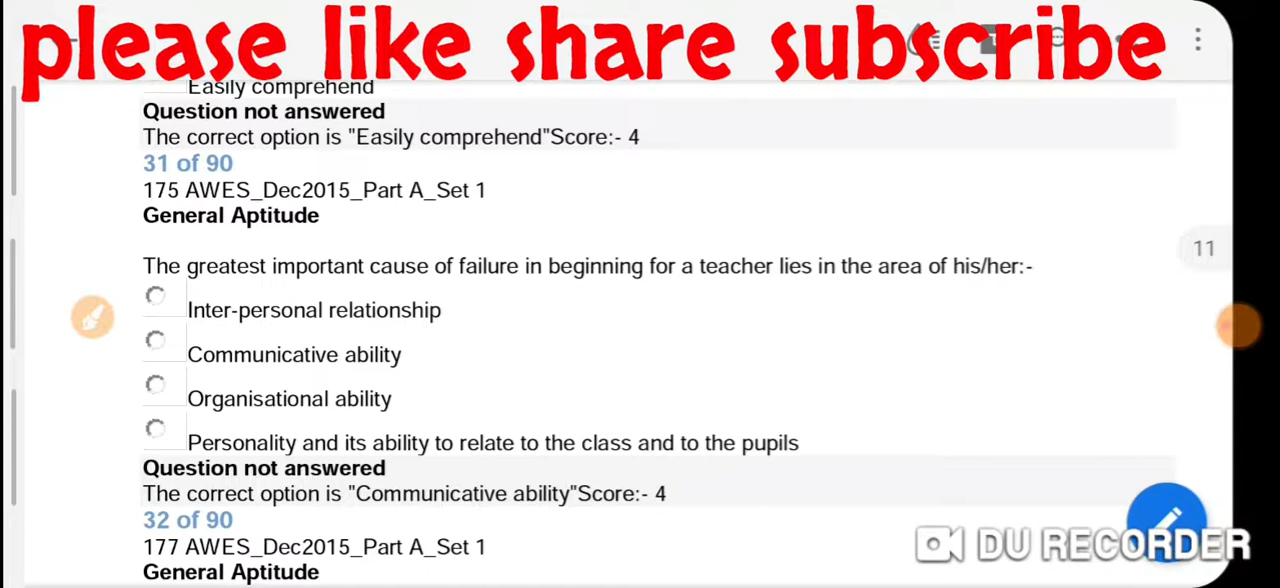 please like share subscribe
Easily comprehend
Question not answered
The correct option is "Easily comprehend"Score:- 4
31 of 90
175 AWES_Dec2015_Part A_Set 1
General Aptitude
11
The greatest important cause of failure in beginning for a teacher lies in the area of his/her:-
Inter-personal relationship
Communicative ability
Organisational ability
Personality and its ability to relate to the class and to the pupils
Question not answered
The correct option is "Communicative ability"Score:- 4
32 of 90
177 AWES_Dec2015_Part A_Set 1
DU RECORDER
General Aptitude